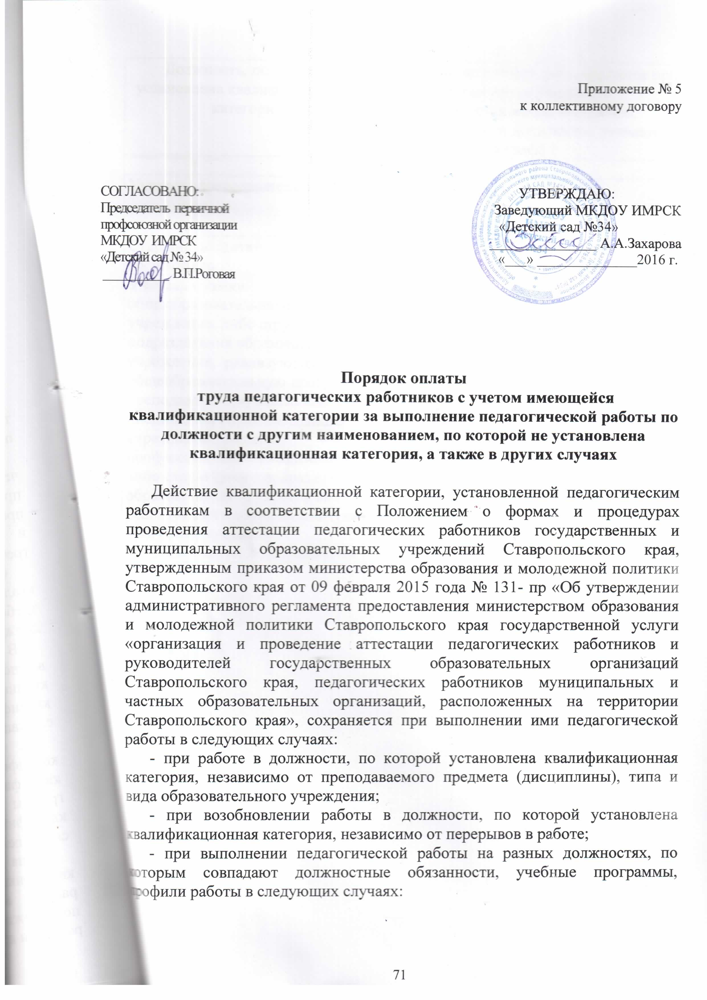 Приложение № 5
к коллективному договору
СОГЛАСОВАНО:
Председатель первичной
профсоюзной организации
МКДОУ ИМРСК
«Детский сад № 34»
В.П.Роговая
УТВЕРЖДАЮ:
Заведующий МКДОУ ИМРСК
«Детский сад №34»
А.А.Захарова
«___» ______________2016 г.
Порядок оплаты
труда педагогических работников с учетом имеющейся
квалификационной категории за выполнение педагогической работы по
должности с другим наименованием, по которой не установлена
квалификационная категория, а также в других случаях
Действие квалификационной категории, установленной педагогическим
работникам в соответствии с Положением о формах и процедурах
проведения аттестации педагогических работников государственных и
муниципальных образовательных учреждений Ставропольского края,
утвержденным приказом министерства образования и молодежной политики
Ставропольского края от 09 февраля 2015 года № 131- пр «Об утверждении
административного регламента предоставления министерством образования
и молодежной политики Ставропольского края государственной услуги
«организация и проведение аттестации педагогических работников и
руководителей государственных образовательных организаций
Ставропольского края, педагогических работников муниципальных и
частных образовательных организаций, расположенных на территории
Ставропольского края», сохраняется при выполнении ими педагогической
работы в следующих случаях:
- при работе в должности, по которой установлена квалификационная
категория, независимо от преподаваемого предмета (дисциплины), типа и
вида образовательного учреждения;
- при возобновлении работы в должности, по которой установлена
квалификационная категория, независимо от перерывов в работе;
- при выполнении педагогической работы на разных должностях, по
которым совпадают должностные обязанности, учебные программы,
профили работы в следующих случаях:
71